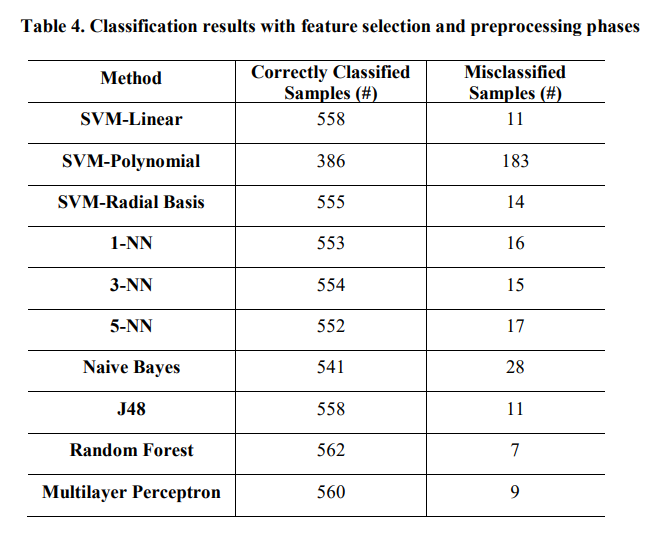 Table 4. Classification results with feature selection and preprocessing phases
Method Correctly Classified Samples (#) Misclassified Samples (#)
SVM-Linear 558 11
SVM-Polynomial 386 183
SVM-Radial Basis 555 14
1-NN 553 16
3-NN 554 15
5-NN 552 17
Naive Bayes 541 28
J48 558 11
Random Forest 562 7
Multilayer Perceptron 560 9